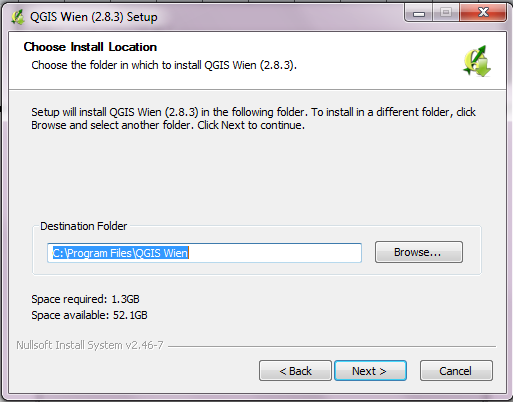 QGIS Wien (2.8.3) Setup
Choose Install Location
Choose the folder in which to install QGIS Wien (2.8.3).
Setup will install QGIS Wien (2.8.3) in the following folder. To install in a different folder, click
Browse and select another folder. Click Next to continue.
Destination Folder
C:\Program Files\QGIS Wien
Browse...
Space required: 1.3GB
Space available: 52.1GB
Nullsoft Install System v2.46-7
< Back
Next >
Cancel